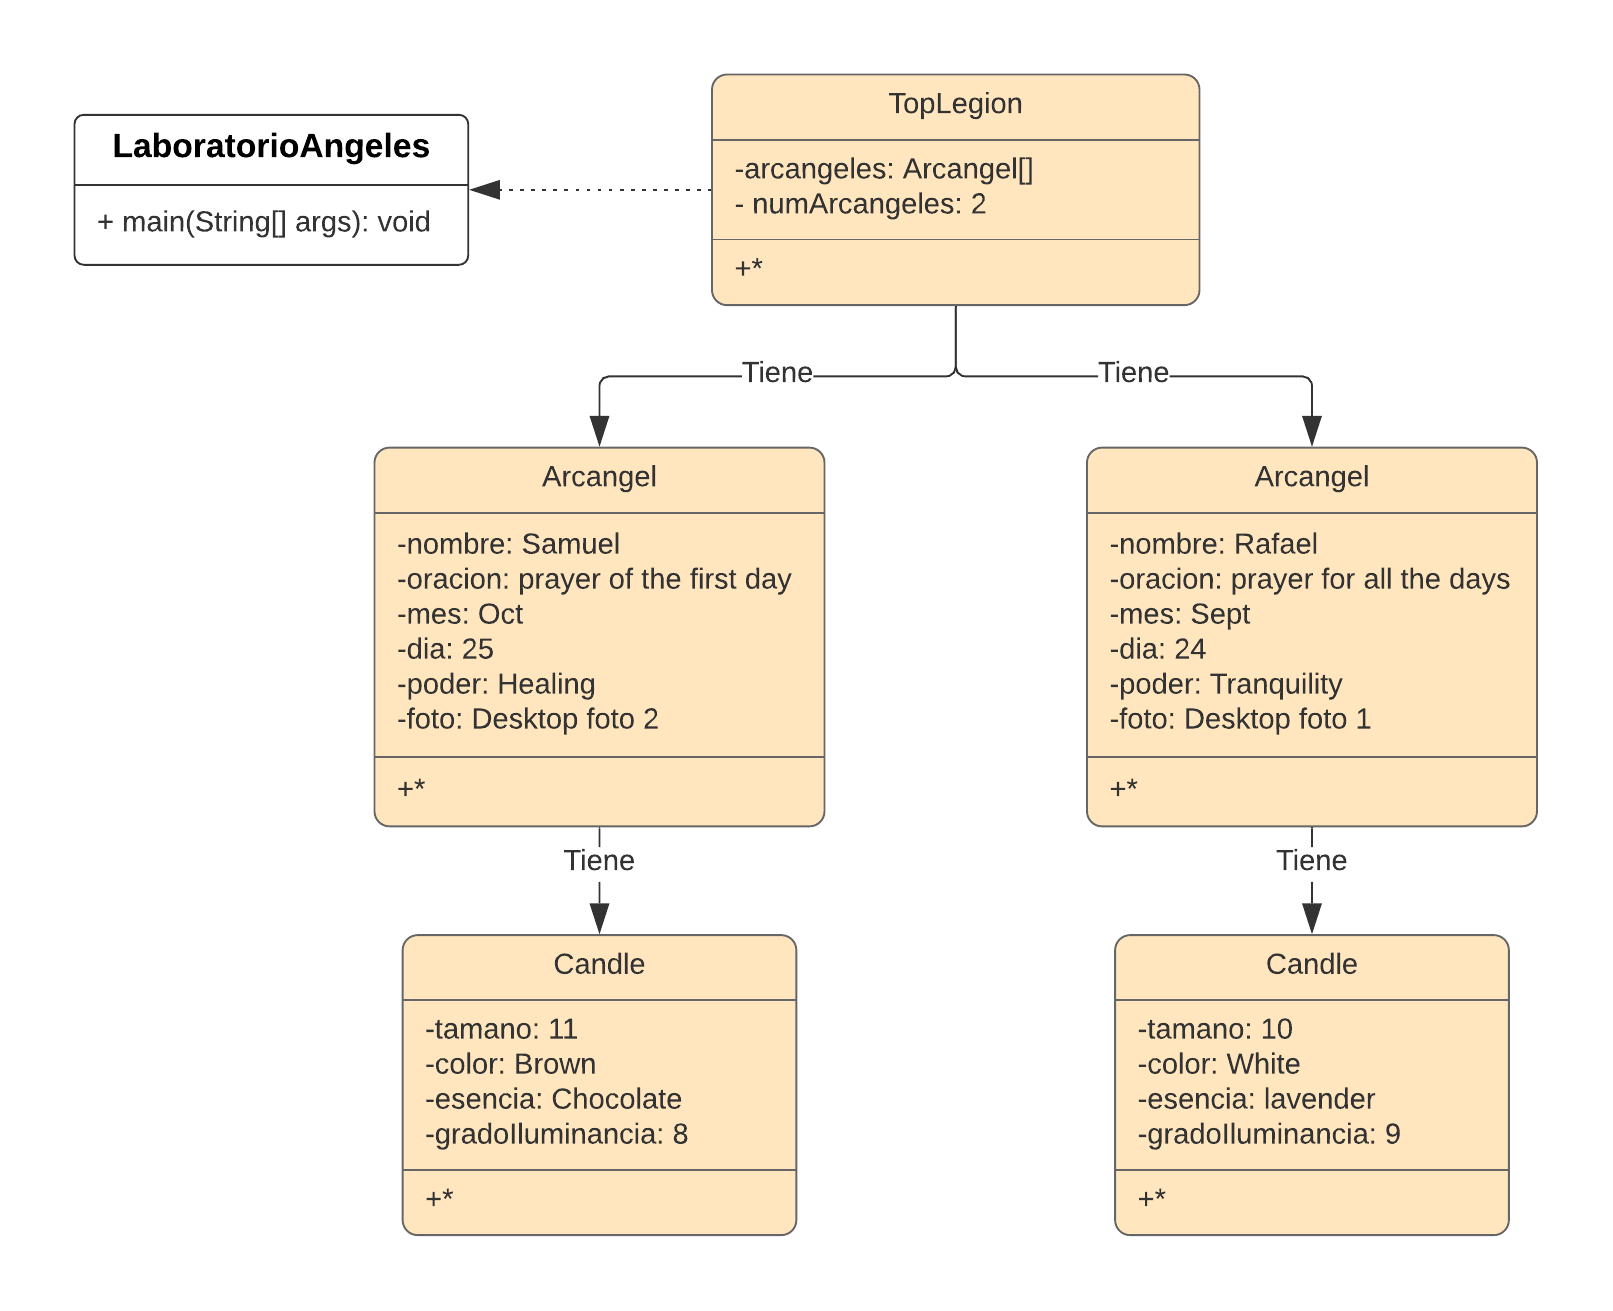 LaboratorioAngeles
+ main(String[] args): void
TopLegion
-arcangeles: Arcangel[]
- numArcangeles: 2
+*
Tiene
Tiene
Arcangel
-nombre: Samuel
-oracion: prayer of the first day
-mes: Oct
-dia: 25
-poder: Healing
-foto: Desktop foto 2
+*
Arcangel
-nombre: Rafael
-oracion: prayer for all the days
-mes: Sept
-dia: 24
-poder: Tranquility
-foto: Desktop foto 1
+*
Tiene
Tiene
Candle
-tamano: 11
-color: Brown
-esencia: Chocolate
-gradoIluminancia: 8
+*
Candle
-tamano: 10
-color: White
-esencia: lavender
-gradoIluminancia: 9
+*